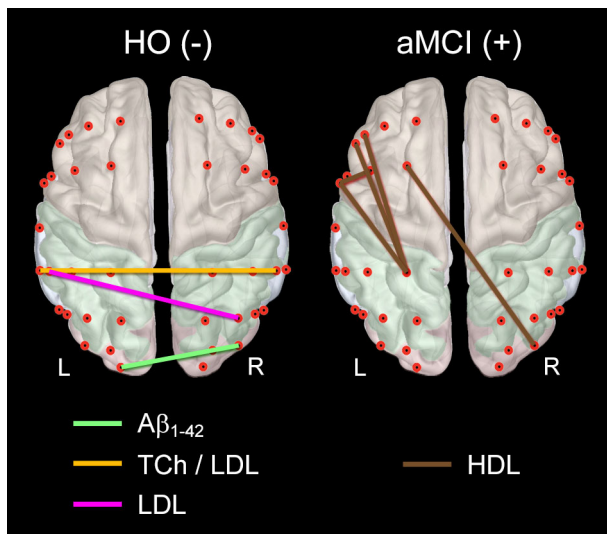 HO (-)
aMCI (+)
L
R
L
R
Aβ₁₋₄₂
TCh / LDL
LDL
HDL